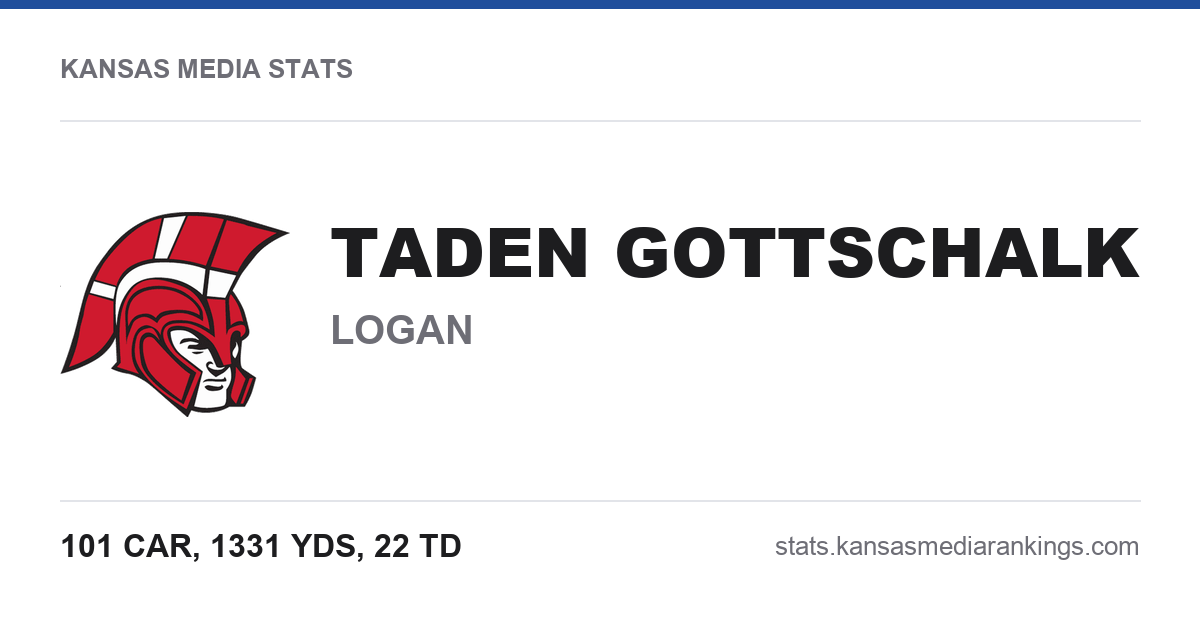 KANSAS MEDIA STATS
TADEN GOTTSCHALK
LOGAN
101 CAR, 1331 YDS, 22 TD
stats.kansasmediarankings.com